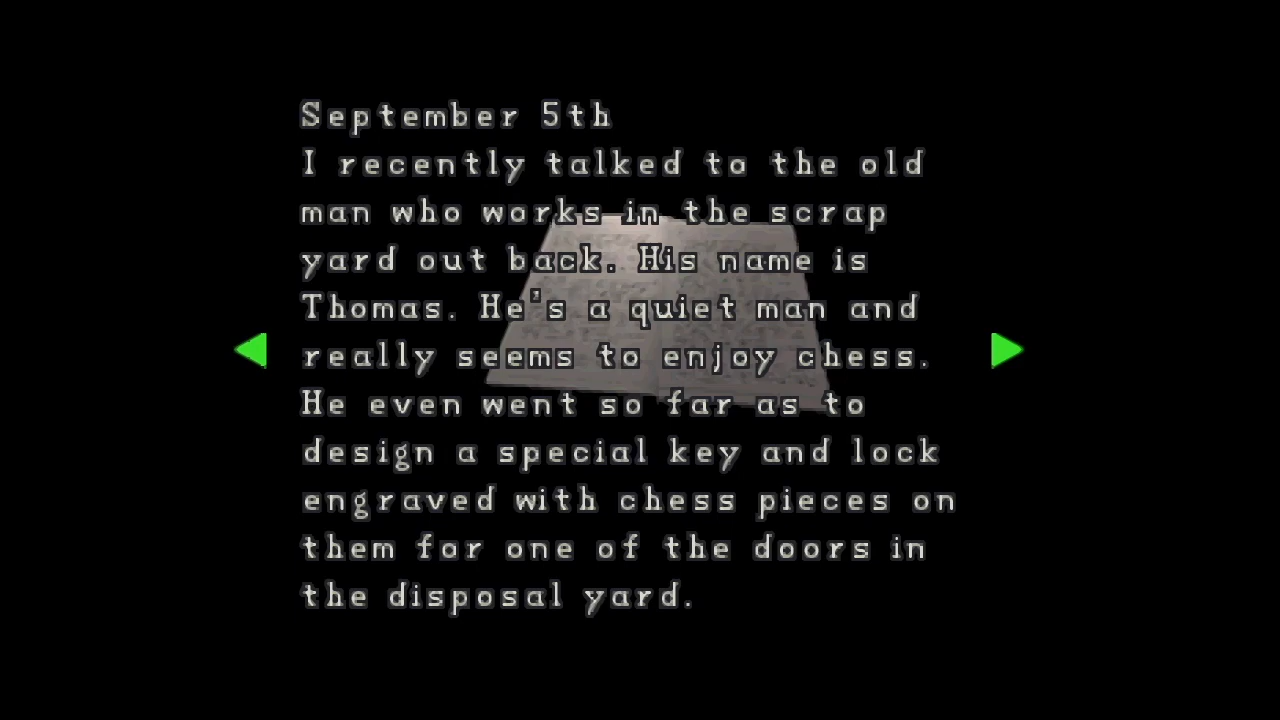 September 5th
I recently talked to the old
man who works in the scrap
yard out back. His name is
Thomas. He's a quiet man and
really seems to enjoy chess.
He even went so far as to
design a special key and lock
engraved with chess pieces on
them for one of the doors in
the disposal yard.